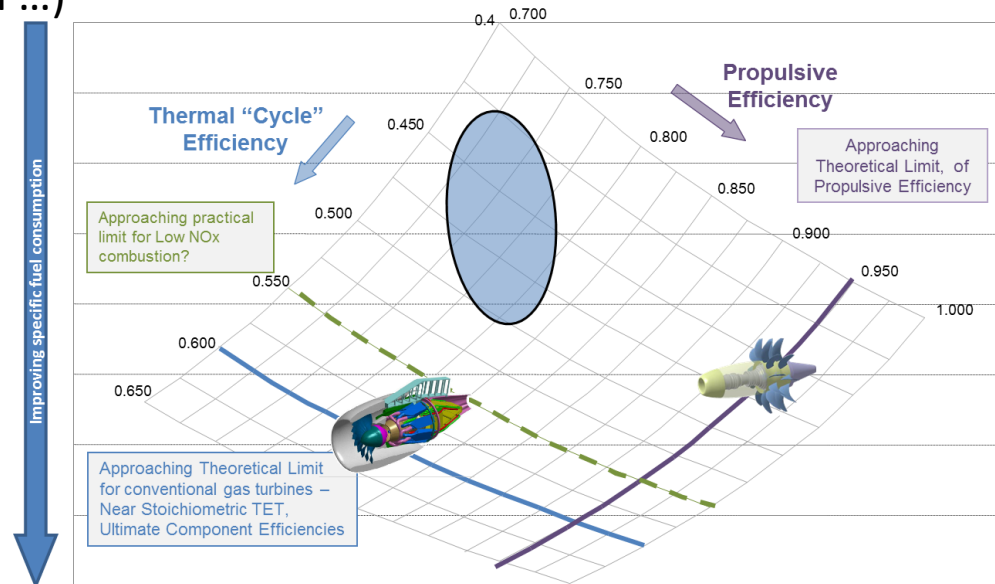 ...)
0.4
0.700
0.750
0.800
0.850
0.900
0.950
1.000
0.450
0.500
0.550
0.600
0.650
Improving specific fuel consumption
Thermal “Cycle”
Efficiency
Propulsive
Efficiency
Approaching
Theoretical Limit, of
Propulsive Efficiency
Approaching practical
limit for Low NOx
combustion?
Approaching Theoretical Limit
for conventional gas turbines –
Near Stoichiometric TET,
Ultimate Component Efficiencies